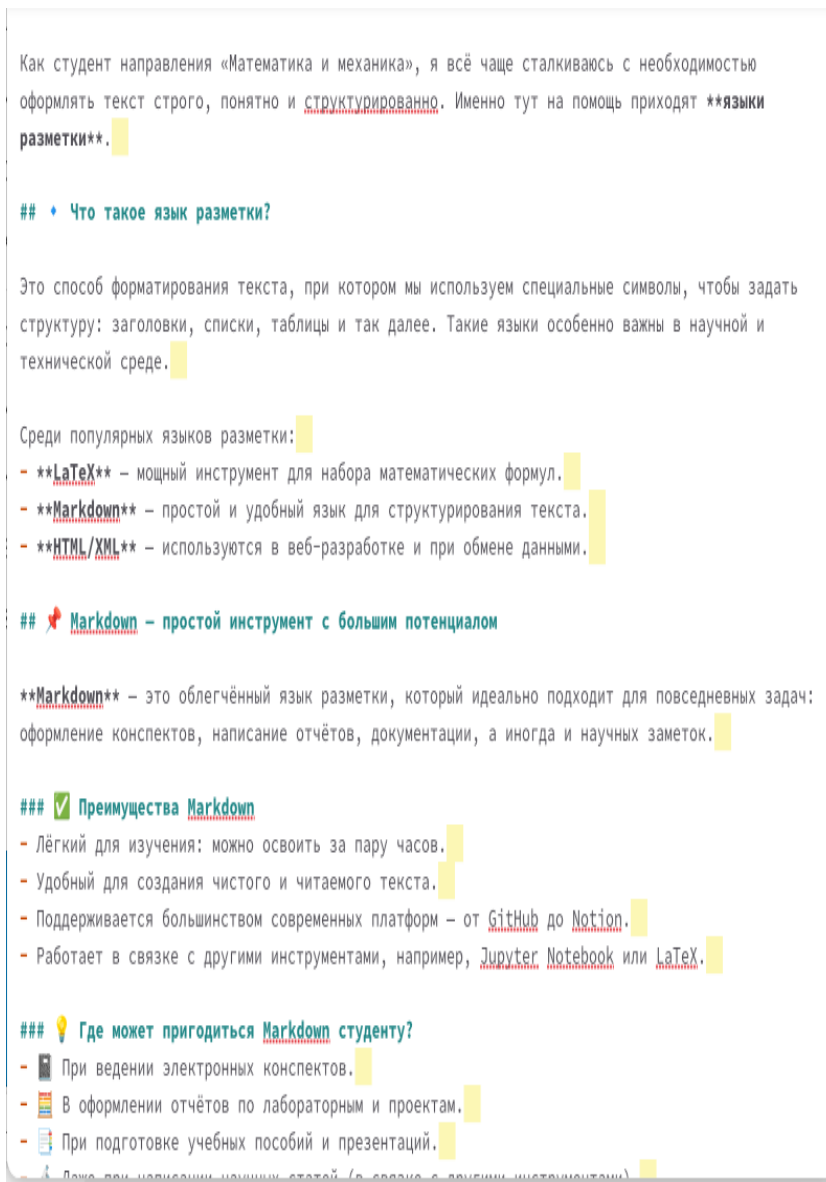 Как студент направления «Математика и механика», я всё чаще сталкиваюсь с необходимостью
оформлять текст строго, понятно и структурированно. Именно тут на помощь приходят **языки
разметки**.
## 🔹 Что такое язык разметки?
Это способ форматирования текста, при котором мы используем специальные символы, чтобы задать
структуру: заголовки, списки, таблицы и так далее. Такие языки особенно важны в научной и
технической среде.
Среди популярных языков разметки:
- **LaTeX** — мощный инструмент для набора математических формул.
- **Markdown** — простой и удобный язык для структурирования текста.
- **HTML/XML** — используются в веб-разработке и при обмене данными.
## 📌 Markdown — простой инструмент с большим потенциалом
**Markdown** — это облегчённый язык разметки, который идеально подходит для повседневных задач:
оформление конспектов, написание отчётов, документации, а иногда и научных заметок.
### ✅ Преимущества Markdown
- Лёгкий для изучения: можно освоить за пару часов.
- Удобный для создания чистого и читаемого текста.
- Поддерживается большинством современных платформ — от GitHub до Notion.
- Работает в связке с другими инструментами, например, Jupyter Notebook или LaTeX.
### 💡 Где может пригодиться Markdown студенту?
- 📓 При ведении электронных конспектов.
- 🧮 В оформлении отчётов по лабораторным и проектам.
- 📑 При подготовке учебных пособий и презентаций.
- 🔬 Даже при написании научных статей (в связке с другими инструментами).